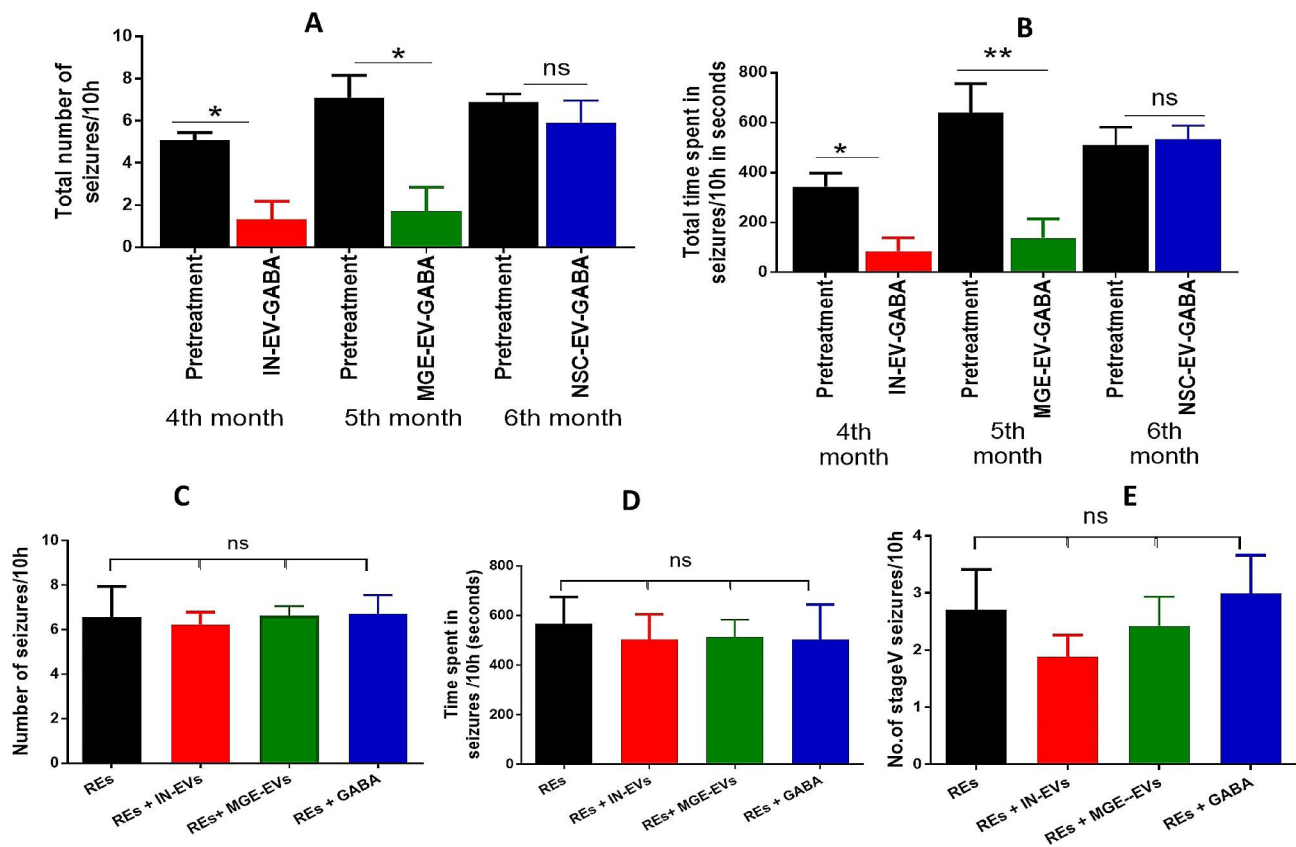 A
Total number of
seizures/10h
10
8
6
4
2
0
*
*
ns
Pretreatment
IN-EV-GABA
Pretreatment
MGE-EV-GABA
Pretreatment
NSC-EV-GABA
4th month
5th month
6th month
B
Total time spent in
seizures/10h in seconds
800
600
400
200
0
*
**
ns
Pretreatment
IN-EV-GABA
Pretreatment
MGE-EV-GABA
Pretreatment
NSC-EV-GABA
4th
month
5th
month
6th
month
C
Number of seizures/10h
10
8
6
4
2
0
ns
REs
REs + IN-EVs
REs+ MGE-EVs
REs + GABA
D
Time spent in
seizures /10h (seconds)
800
600
400
200
0
ns
REs
REs + IN-EVs
REs+ MGE-EVs
REs + GABA
E
No.of stageV seizures/10h
4
3
2
1
0
ns
REs
REs + IN-EVs
REs + MGE--EVs
REs + GABA